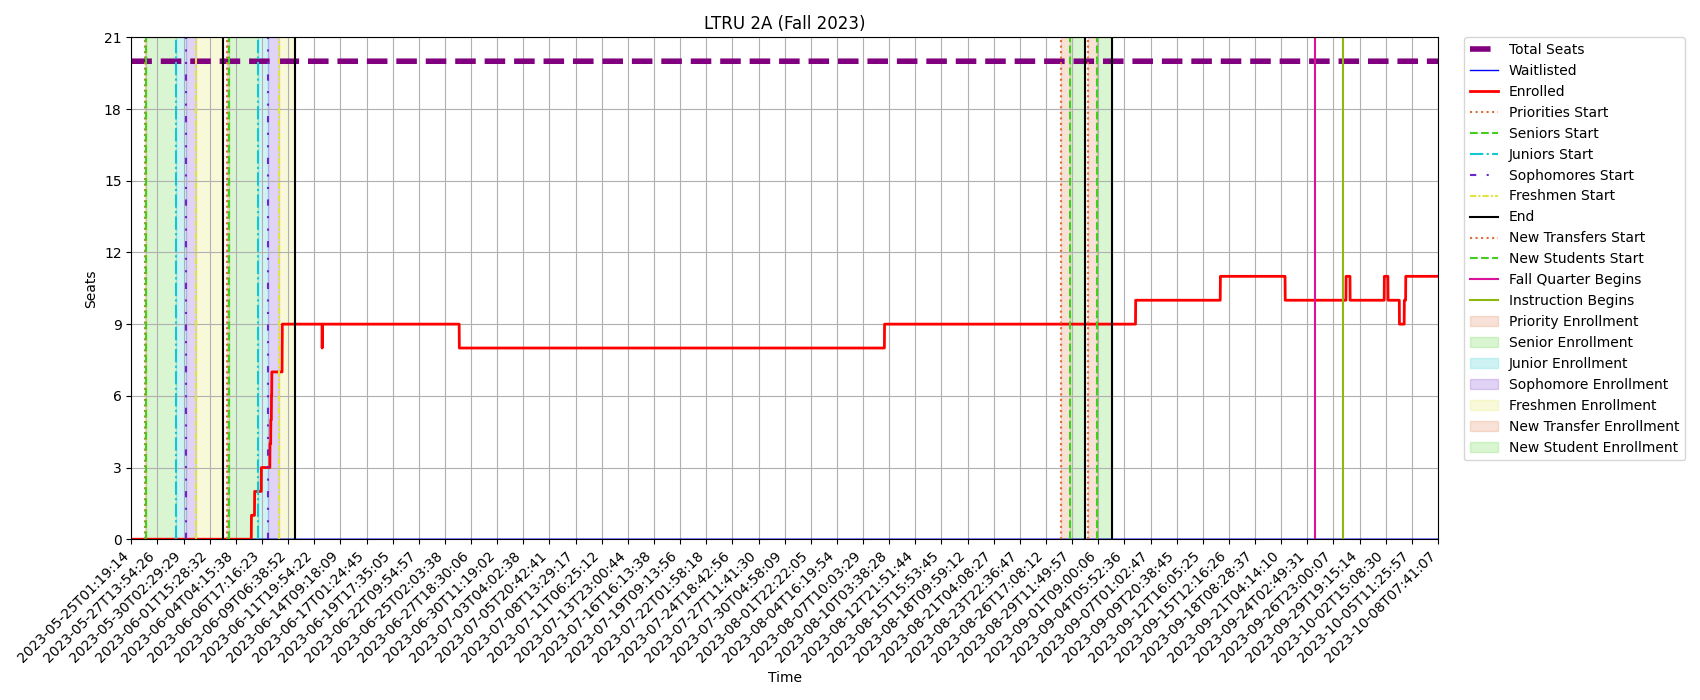 LTRU 2A (Fall 2023)
21
18
15
12
9
6
3
0
Seats
2023-05-25T01:19:14
2023-05-27T13:54:26
2023-05-30T02:29:29
2023-06-01T15:28:32
2023-06-04T04:15:38
2023-06-06T17:16:23
2023-06-09T06:38:52
2023-06-11T19:54:22
2023-06-14T09:18:09
2023-06-17T01:24:45
2023-06-19T17:35:05
2023-06-22T09:54:57
2023-06-25T02:03:38
2023-06-27T18:30:06
2023-06-30T11:19:02
2023-07-03T04:02:38
2023-07-05T20:42:41
2023-07-08T13:29:17
2023-07-11T06:25:12
2023-07-13T23:00:44
2023-07-16T16:13:38
2023-07-19T09:13:56
2023-07-22T01:58:18
2023-07-24T18:42:56
2023-07-27T11:41:30
2023-07-30T04:58:09
2023-08-01T22:22:05
2023-08-04T16:19:54
2023-08-07T10:03:29
2023-08-10T03:38:28
2023-08-12T21:51:44
2023-08-15T15:53:45
2023-08-18T09:59:12
2023-08-21T04:08:27
2023-08-23T22:36:47
2023-08-26T17:08:12
2023-08-29T11:49:57
2023-09-01T09:00:06
2023-09-04T05:52:36
2023-09-07T01:02:47
2023-09-09T20:38:45
2023-09-12T16:05:25
2023-09-15T12:16:26
2023-09-18T08:28:37
2023-09-21T04:14:10
2023-09-24T02:49:31
2023-09-26T23:00:07
2023-09-29T19:15:14
2023-10-02T15:08:30
2023-10-05T11:25:57
2023-10-08T07:41:07
Time
Total Seats
Waitlisted
Enrolled
Priorities Start
Seniors Start
Juniors Start
Sophomores Start
Freshmen Start
End
New Transfers Start
New Students Start
Fall Quarter Begins
Instruction Begins
Priority Enrollment
Senior Enrollment
Junior Enrollment
Sophomore Enrollment
Freshmen Enrollment
New Transfer Enrollment
New Student Enrollment